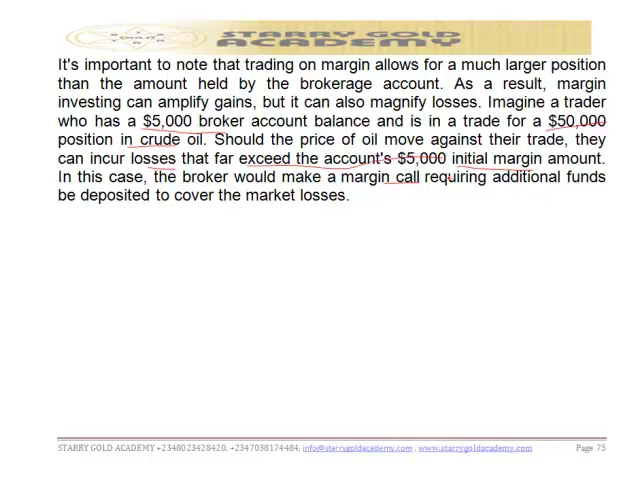 STARRY GOLD
ACADEMY
It's important to note that trading on margin allows for a much larger position
than the amount held by the brokerage account. As a result, margin
investing can amplify gains, but it can also magnify losses. Imagine a trader
who has a $5,000 broker account balance and is in a trade for a $50,000
position in crude oil. Should the price of oil move against their trade, they
can incur losses that far exceed the account's $5,000 initial margin amount.
In this case, the broker would make a margin call requiring additional funds
be deposited to cover the market losses.
STARRY GOLD ACADEMY +2348023428420, +2347038174484, info@starrygoldacademy.com , www.starrygoldacademy.com Page 75